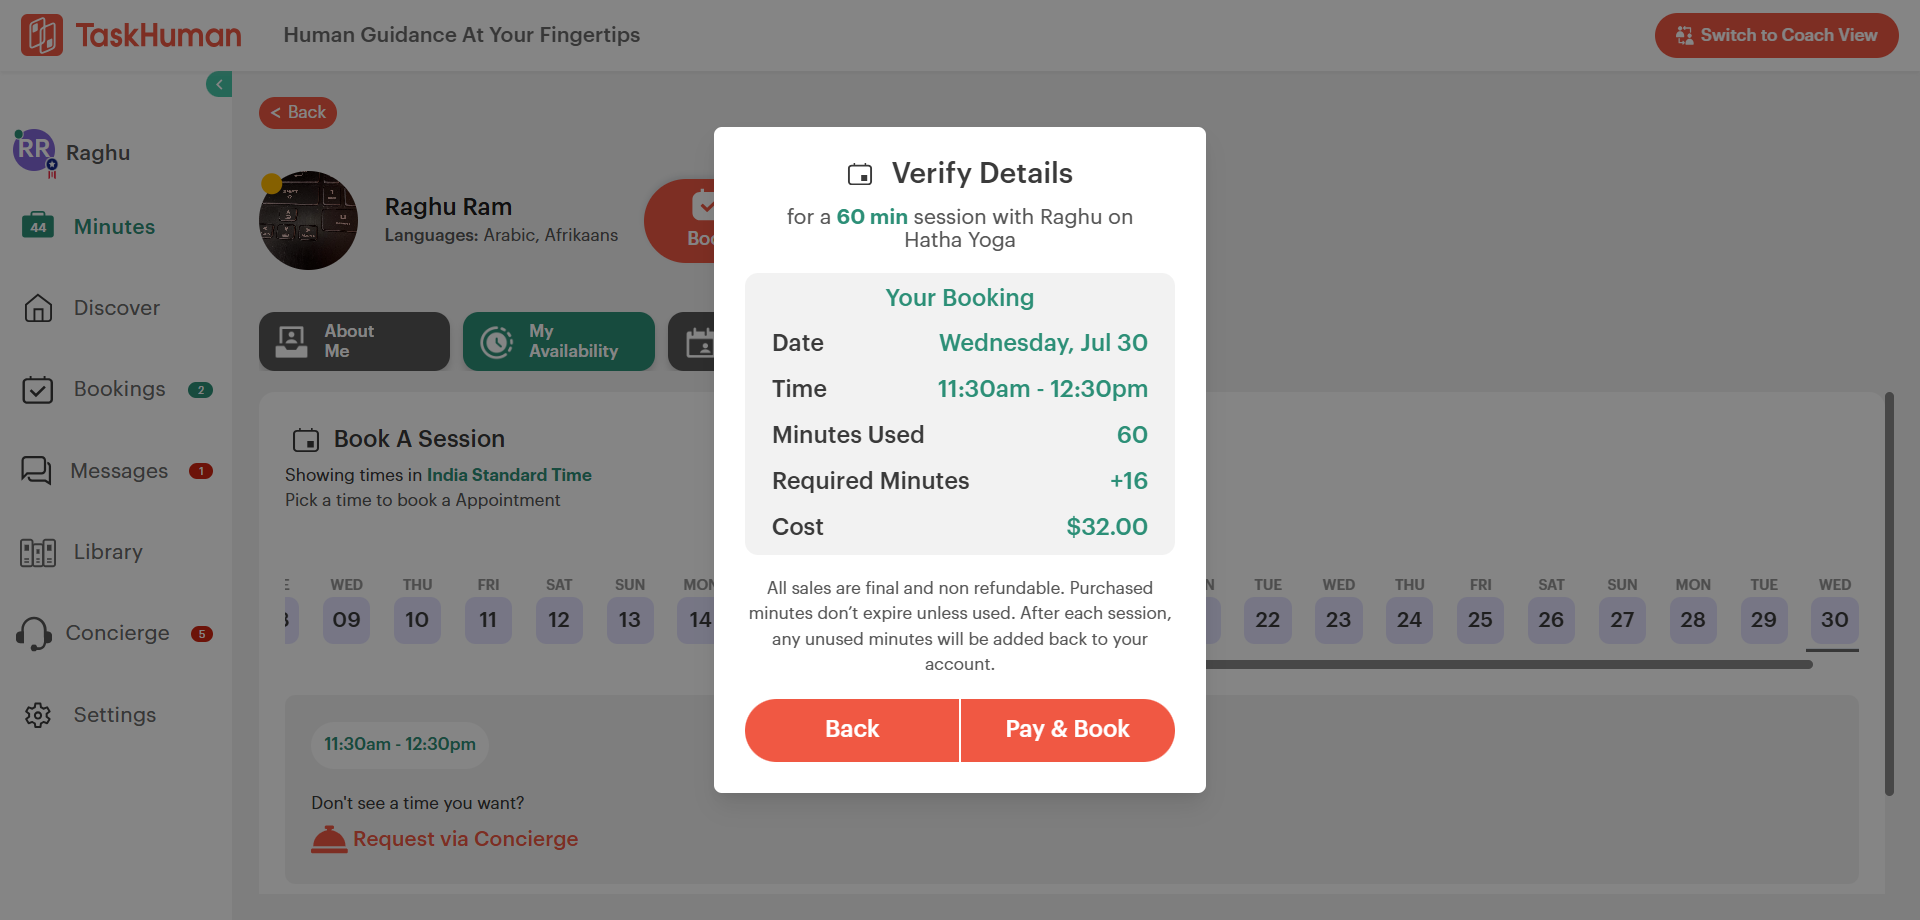 TaskHuman
Human Guidance At Your Fingertips
Switch to Coach View
< Back
RR
Raghu
44
Minutes
Discover
Bookings
2
Messages
1
Library
Concierge
5
Settings
Raghu Ram
Languages: Arabic, Afrikaans
About
Me
My
Availability
Book A Session
Showing times in India Standard Time
Pick a time to book a Appointment
WED THU FRI SAT SUN MON TUE WED THU FRI SAT SUN MON TUE WED
09 10 11 12 13 14 22 23 24 25 26 27 28 29 30
11:30am - 12:30pm
Don't see a time you want?
Request via Concierge
Verify Details
for a 60 min session with Raghu on
Hatha Yoga
Your Booking
Date Wednesday, Jul 30
Time 11:30am - 12:30pm
Minutes Used 60
Required Minutes +16
Cost $32.00
All sales are final and non refundable. Purchased
minutes don’t expire unless used. After each session,
any unused minutes will be added back to your
account.
Back
Pay & Book